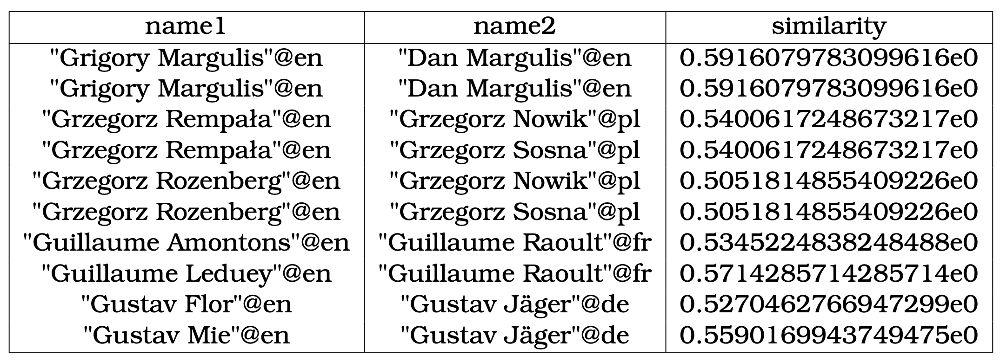 name1 name2 similarity
"Grigory Margulis"@en "Dan Margulis"@en 0.5916079783099616e0
"Grigory Margulis"@en "Dan Margulis"@en 0.5916079783099616e0
"Grzegorz Rempała"@en "Grzegorz Nowik"@pl 0.5400617248673217e0
"Grzegorz Rempała"@en "Grzegorz Sosna"@pl 0.5400617248673217e0
"Grzegorz Rozenberg"@en "Grzegorz Nowik"@pl 0.5051814855409226e0
"Grzegorz Rozenberg"@en "Grzegorz Sosna"@pl 0.5051814855409226e0
"Guillaume Amontons"@en "Guillaume Raoult"@fr 0.5345224838248488e0
"Guillaume Leduey"@en "Guillaume Raoult"@fr 0.5714285714285714e0
"Gustav Flor"@en "Gustav Jäger"@de 0.5270462766947299e0
"Gustav Mie"@en "Gustav Jäger"@de 0.5590169943749475e0